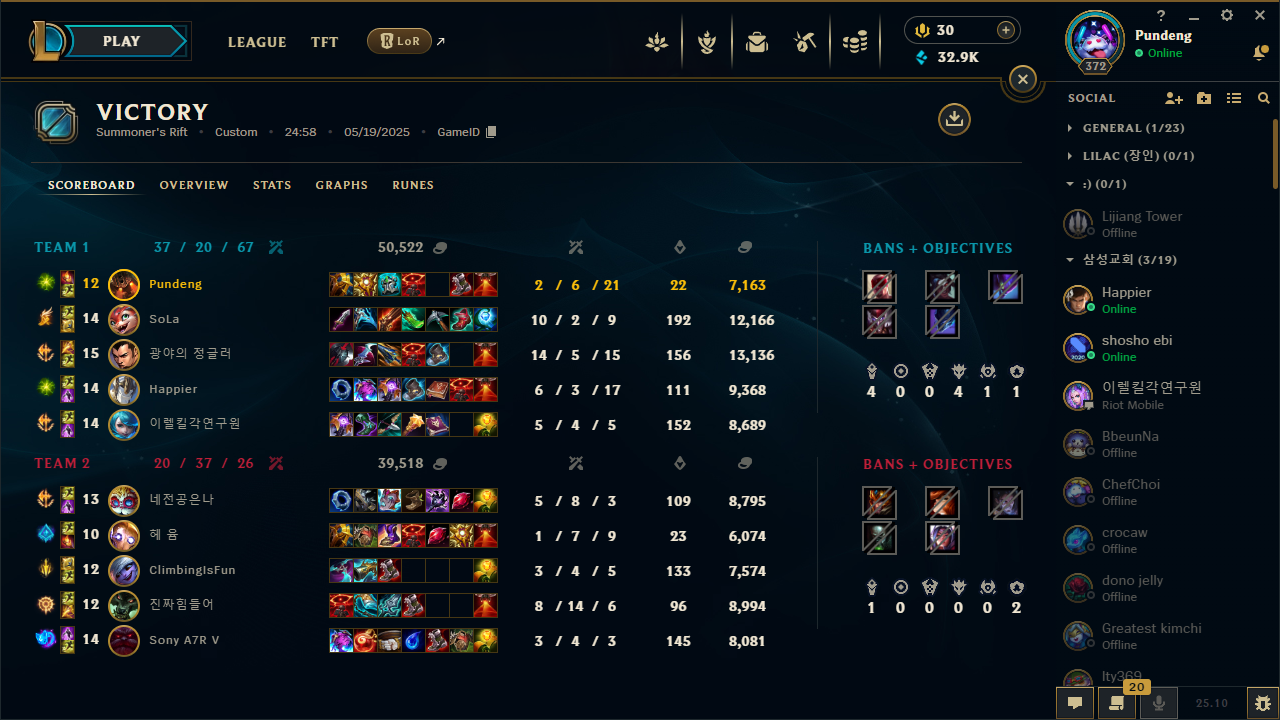 PLAY
LEAGUE
TFT
LoR
30
32.9K
372
?
Pundeng
Online
VICTORY
Summoner's Rift • Custom • 24:58 • 05/19/2025 • GameID
SCOREBOARD
OVERVIEW
STATS
GRAPHS
RUNES
TEAM 1 37 / 20 / 67 50,522
12 Pundeng 2 / 6 / 21 22 7,163
14 SoLa 10 / 2 / 9 192 12,166
15 광야의 정글러 14 / 5 / 15 156 13,136
14 Happier 6 / 3 / 17 111 9,368
14 이렐킬각연구원 5 / 4 / 5 152 8,689
BANS + OBJECTIVES
4 0 0 4 1 1
TEAM 2 20 / 37 / 26 39,518
13 네전공은나 5 / 8 / 3 109 8,795
10 헤 윰 1 / 7 / 9 23 6,074
12 ClimbingIsFun 3 / 4 / 5 133 7,574
12 진짜힘들어 8 / 14 / 6 96 8,994
14 Sony A7R V 3 / 4 / 3 145 8,081
BANS + OBJECTIVES
1 0 0 0 0 2
SOCIAL
GENERAL (1/23)
LILAC (장인) (0/1)
:) (0/1)
Lijiang Tower
Offline
삼성교회 (3/19)
Happier
Online
shosho ebi
Online
이렐킬각연구원
Riot Mobile
BbeunNa
Offline
ChefChoi
Offline
crocaw
Offline
dono jelly
Offline
Greatest kimchi
Offline
lty369
20
25.10